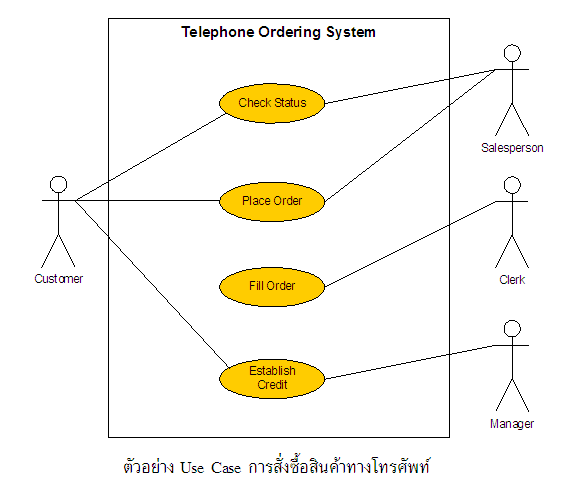 Telephone Ordering System
Check Status
Salesperson
Place Order
Customer
Fill Order
Clerk
Establish
Credit
Manager
ตัวอย่าง Use Case การสั่งซื้อสินค้าทางโทรศัพท์